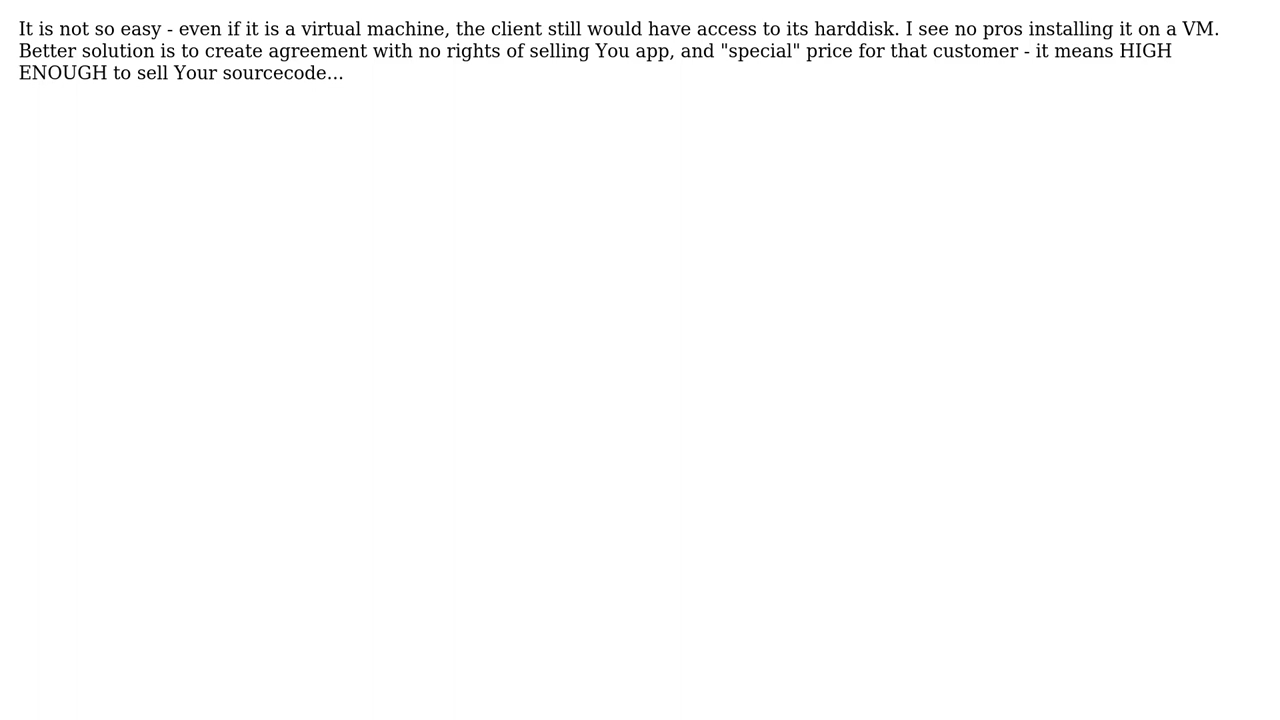 It is not so easy - even if it is a virtual machine, the client still would have access to its harddisk. I see no pros installing it on a VM.
Better solution is to create agreement with no rights of selling You app, and "special" price for that customer - it means HIGH
ENOUGH to sell Your sourcecode...